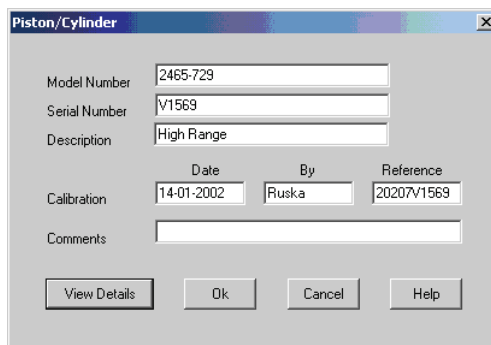 Piston/Cylinder
Model Number 2465-729
Serial Number V1569
Description High Range
Date By Reference
Calibration 14-01-2002 Ruska 20207V1569
Comments
View Details Ok Cancel Help